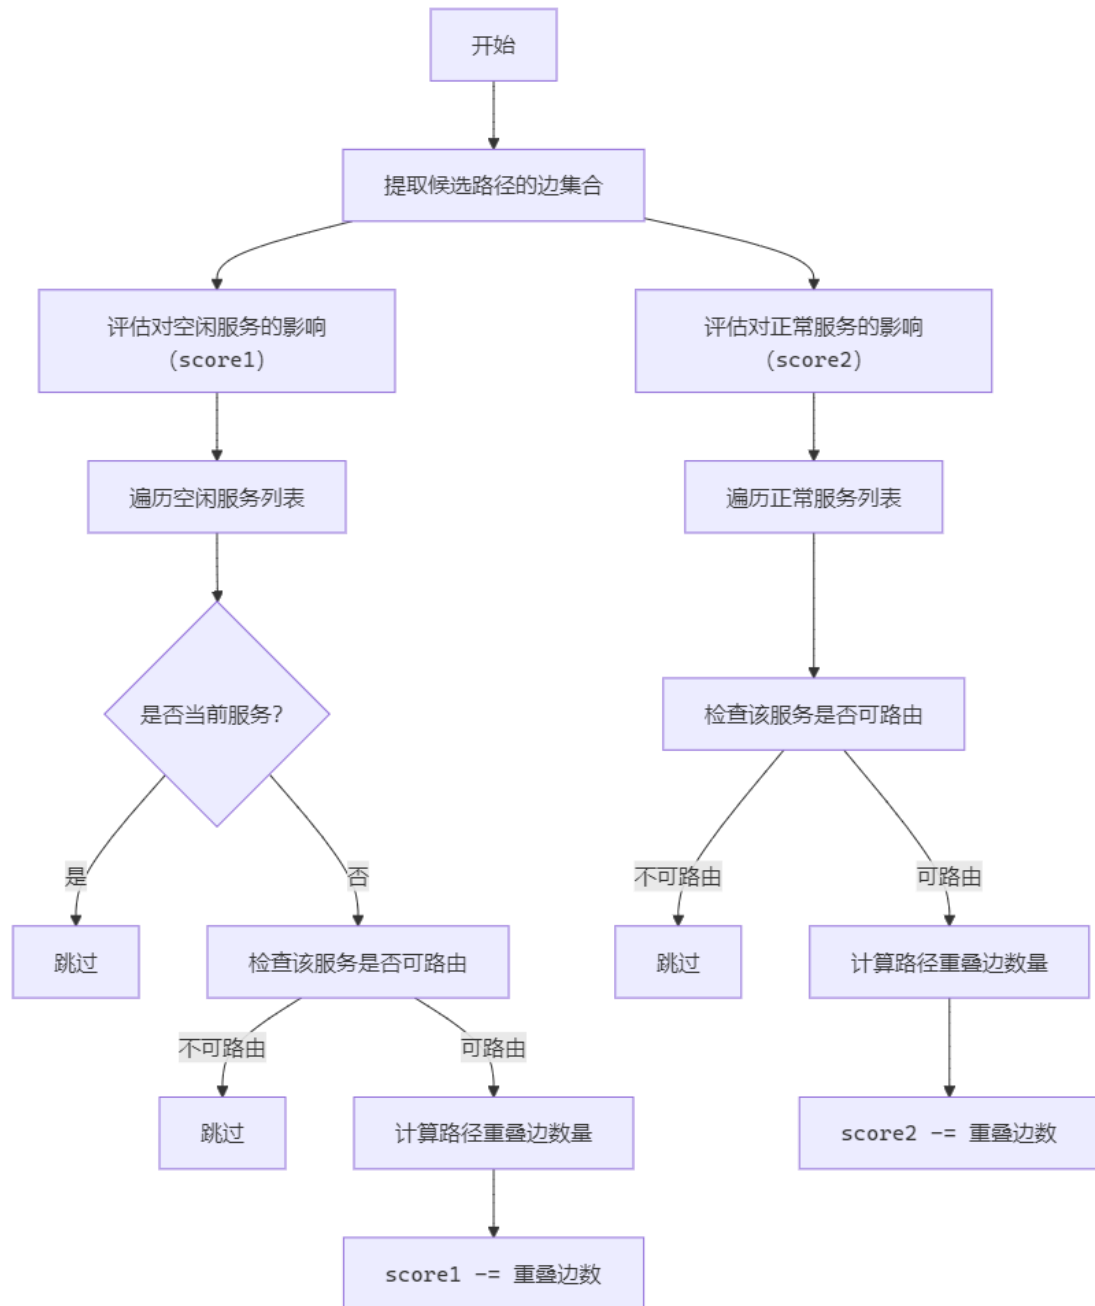 开始
提取候选路径的边集合
评估对空闲服务的影响
（score1）
评估对正常服务的影响
（score2）
遍历空闲服务列表
遍历正常服务列表
是否当前服务？
检查该服务是否可路由
是
否
不可路由
可路由
跳过
检查该服务是否可路由
跳过
计算路径重叠边数量
不可路由
可路由
跳过
计算路径重叠边数量
score2 -= 重叠边数
score1 -= 重叠边数